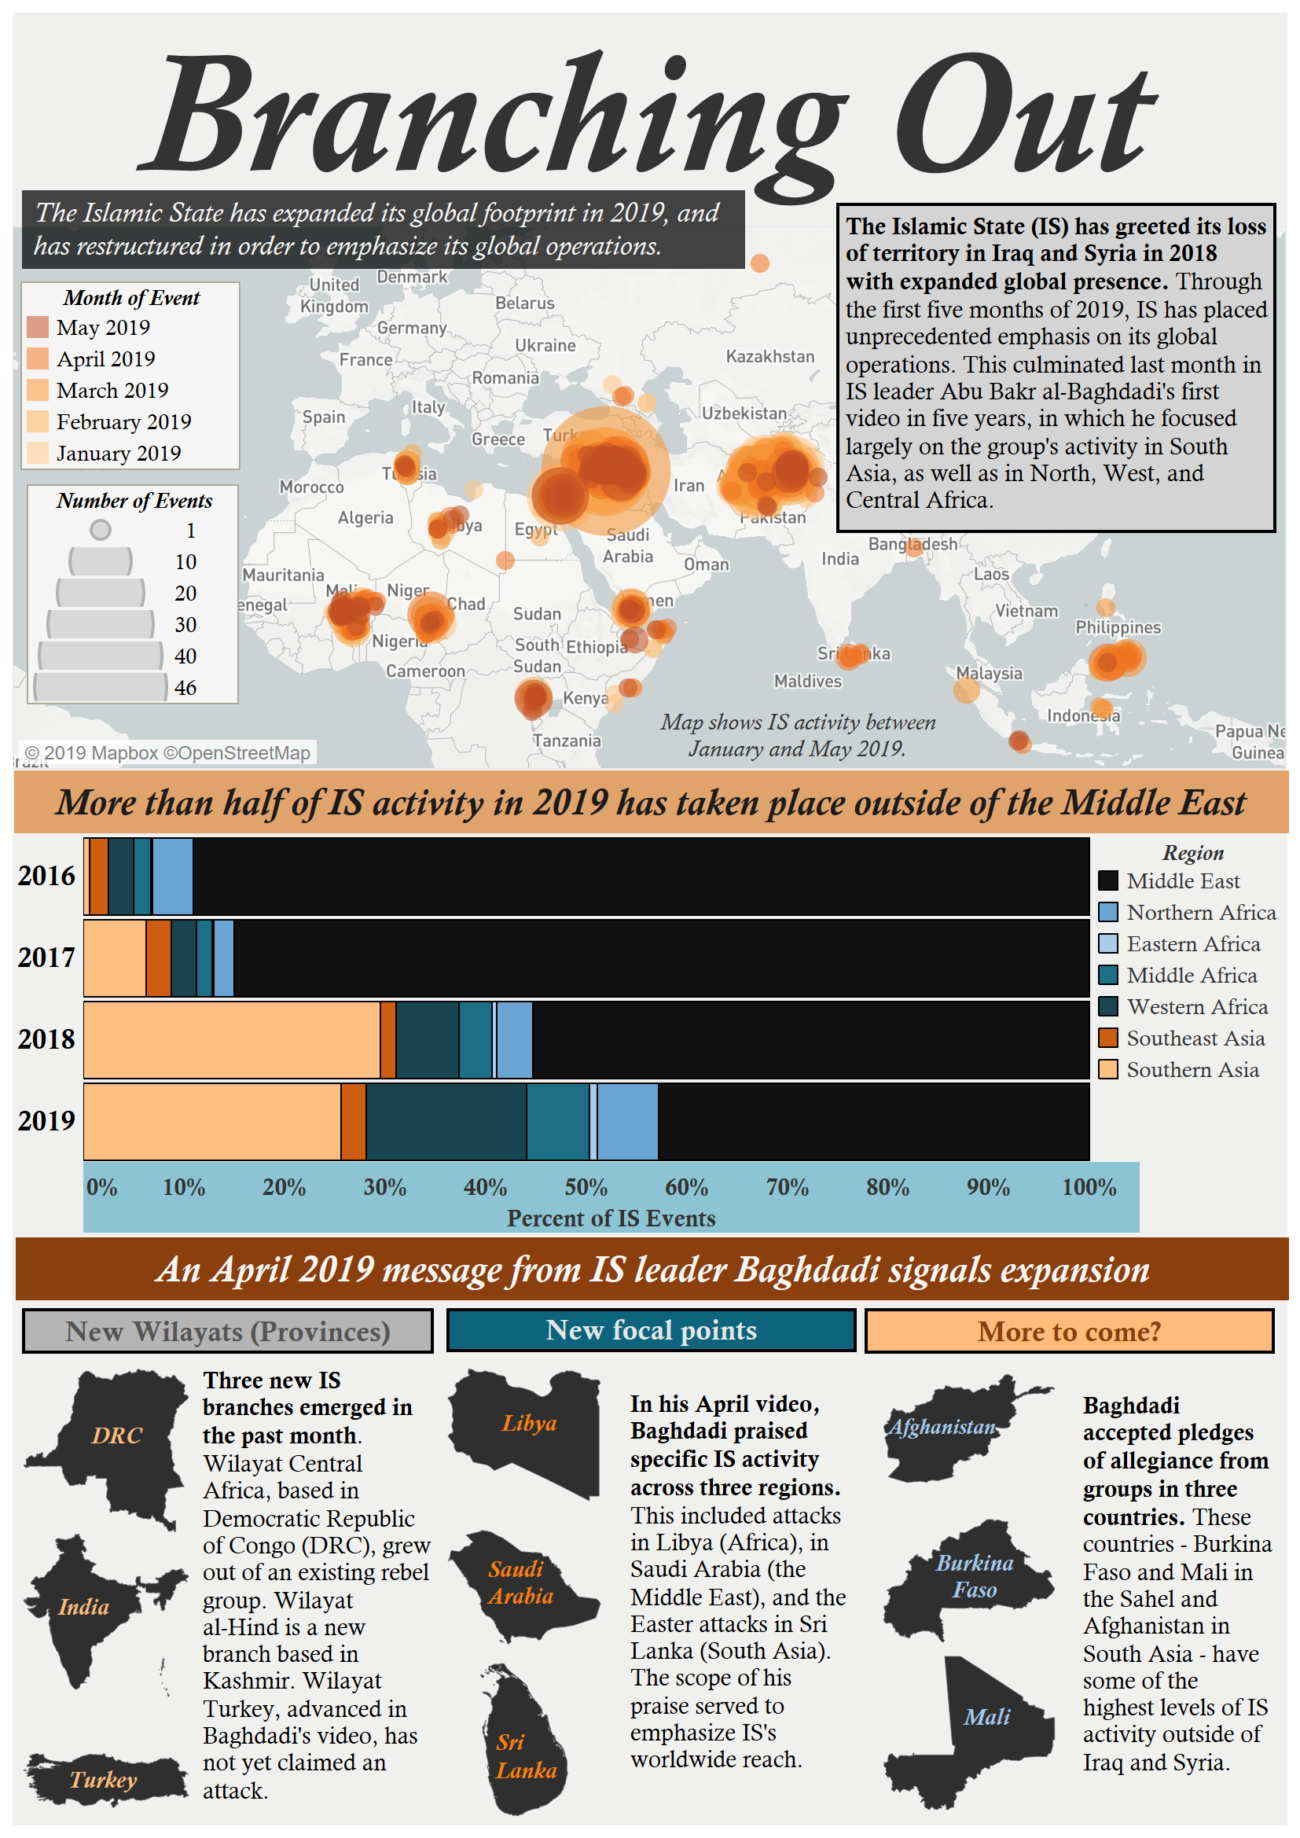 Branching Out
The Islamic State has expanded its global footprint in 2019, and
has restructured in order to emphasize its global operations.
The Islamic State (IS) has greeted its loss
of territory in Iraq and Syria in 2018
with expanded global presence. Through
the first five months of 2019, IS has placed
unprecedented emphasis on its global
operations. This culminated last month in
IS leader Abu Bakr al-Baghdadi's first
video in five years, in which he focused
largely on the group's activity in South
Asia, as well as in North, West, and
Central Africa.
Month of Event
May 2019
April 2019
March 2019
February 2019
January 2019
Number of Events
1
10
20
30
40
46
United
Kingdom
Denmark
Belarus
Germany
Ukraine
France
Kazakhstan
Romania
Italy
Uzbekistan
Spain
Greece
Morocco
Iran
Algeria
Egypt
Pakistan
Saudi
Arabia
Oman
India
Bangladesh
Mauritania
Mali
Niger
Chad
Sudan
Laos
Vietnam
Philippines
Nigeria
South
Sudan
Ethiopia
Cameroon
Maldives
Malaysia
Kenya
Indonesia
Tanzania
Papua Ne
Guinea
Map shows IS activity between
January and May 2019.
© 2019 Mapbox ©OpenStreetMap
More than half of IS activity in 2019 has taken place outside of the Middle East
2016
2017
2018
2019
Region
Middle East
Northern Africa
Eastern Africa
Middle Africa
Western Africa
Southeast Asia
Southern Asia
0% 10% 20% 30% 40% 50% 60% 70% 80% 90% 100%
Percent of IS Events
An April 2019 message from IS leader Baghdadi signals expansion
New Wilayats (Provinces)
DRC
India
Turkey
Three new IS
branches emerged in
the past month.
Wilayat Central
Africa, based in
Democratic Republic
of Congo (DRC), grew
out of an existing rebel
group. Wilayat
al-Hind is a new
branch based in
Kashmir. Wilayat
Turkey, advanced in
Baghdadi's video, has
not yet claimed an
attack.
New focal points
Libya
Saudi
Arabia
Sri
Lanka
In his April video,
Baghdadi praised
specific IS activity
across three regions.
This included attacks
in Libya (Africa), in
Saudi Arabia (the
Middle East), and the
Easter attacks in Sri
Lanka (South Asia).
The scope of his
praise served to
emphasize IS's
worldwide reach.
More to come?
Afghanistan
Burkina
Faso
Mali
Baghdadi
accepted pledges
of allegiance from
groups in three
countries. These
countries - Burkina
Faso and Mali in
the Sahel and
Afghanistan in
South Asia - have
some of the
highest levels of IS
activity outside of
Iraq and Syria.